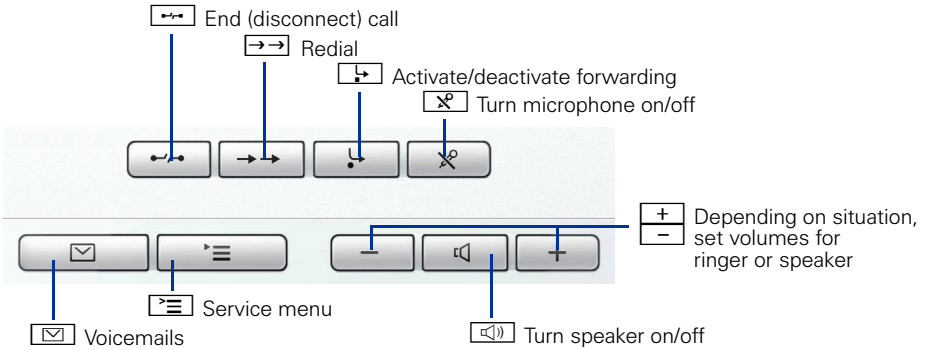 End (disconnect) call
→→ Redial
Activate/deactivate forwarding
Turn microphone on/off
→→
+ Depending on situation,
− set volumes for
ringer or speaker
− +
Service menu
Voicemails
Turn speaker on/off